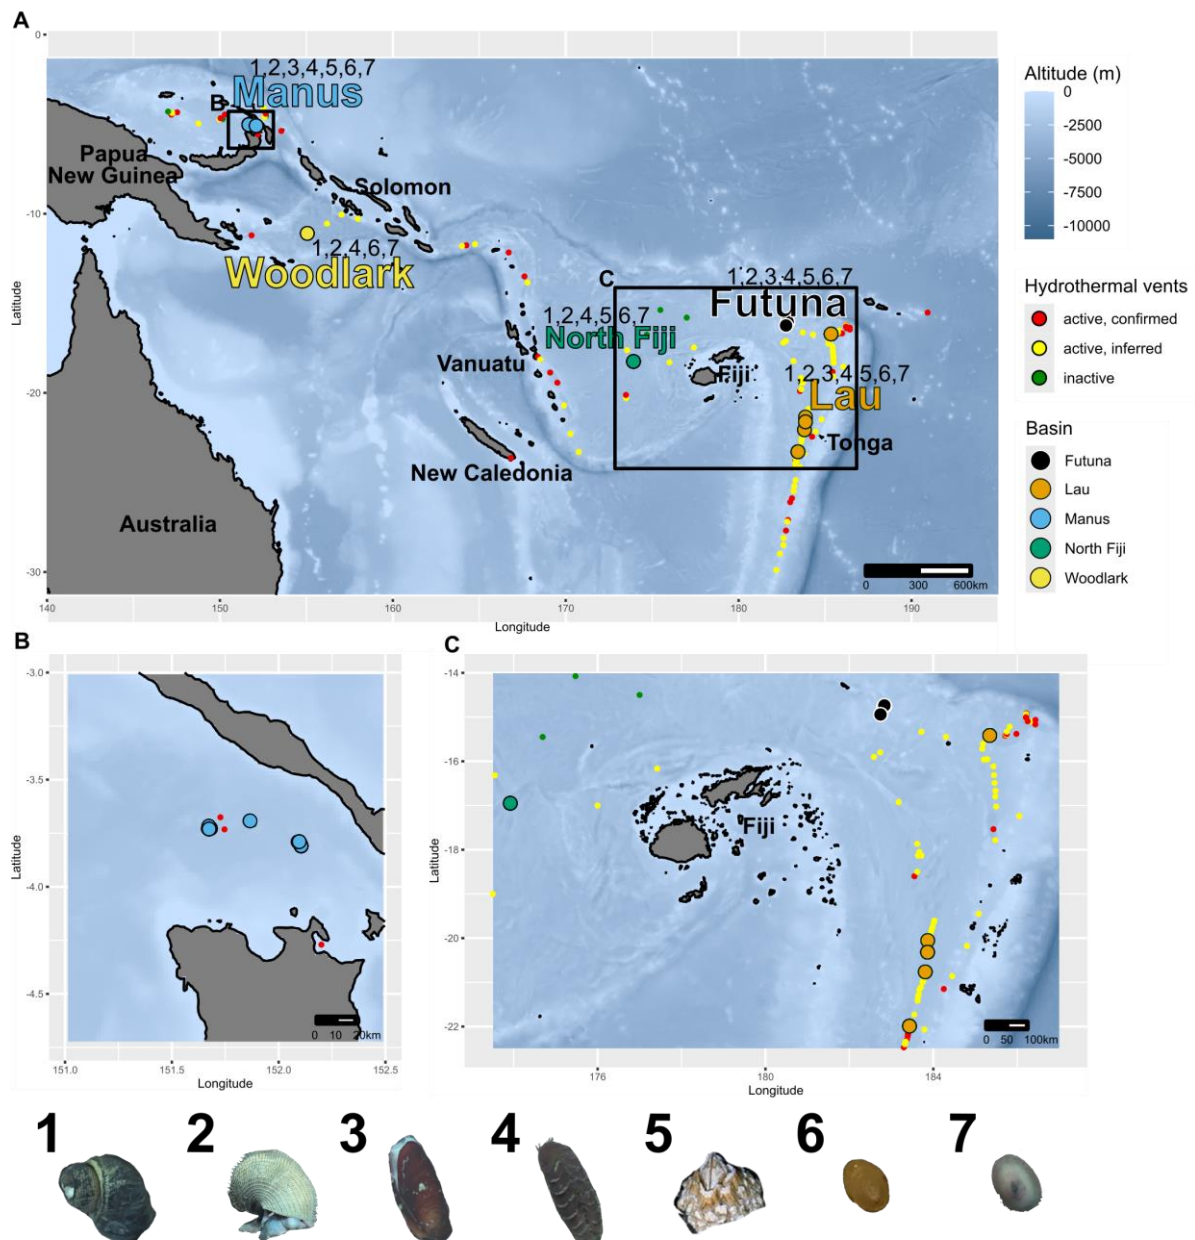 A
0
-10
-20
-30
Latitude
140
150
160
170
180
190
Longitude
1,2,3,4,5,6,7
Manus
B
Papua
New Guinea
Solomon
1,2,4,6,7
Woodlark
C
1,2,3,4,5,6,7
Futuna
1,2,4,5,6,7
North Fiji
Vanuatu
Fiji
1,2,3,4,5,6,7
Lau
Tonga
New Caledonia
Australia
0 300 600km
Altitude (m)
0
-2500
-5000
-7500
-10000
Hydrothermal vents
active, confirmed
active, inferred
inactive
Basin
Futuna
Lau
Manus
North Fiji
Woodlark
B
-3.0
-3.5
-4.0
-4.5
Latitude
0 10 20km
151.0
151.5
152.0
152.5
Longitude
C
-14
-16
-18
-20
-22
Latitude
Fiji
0 50 100km
176
180
184
Longitude
1 2 3 4 5 6 7